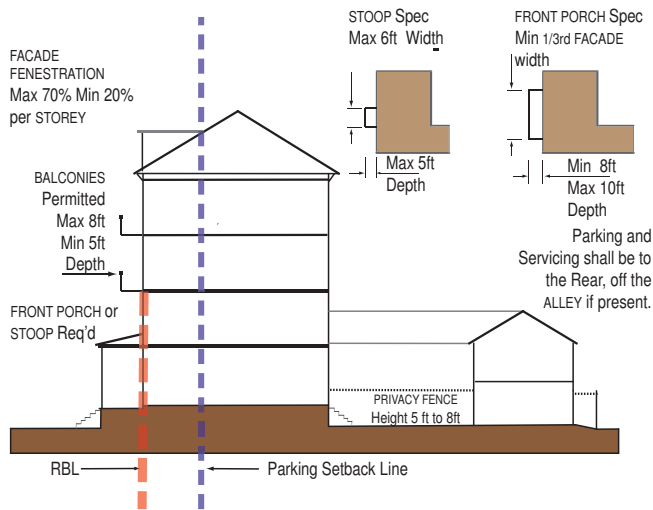 STOOP Spec
Max 6ft Width
FRONT PORCH Spec
Min 1/3rd FACADE
width
FACADE
FENESTRATION
Max 70% Min 20%
per STOREY
Max 5ft
Depth
Min 8ft
Max 10ft
Depth
BALCONIES
Permitted
Max 8ft
Min 5ft
Depth
Parking and
Servicing shall be to
the Rear, off the
ALLEY if present.
FRONT PORCH or
STOOP Req'd
PRIVACY FENCE
Height 5 ft to 8ft
RBL
Parking Setback Line